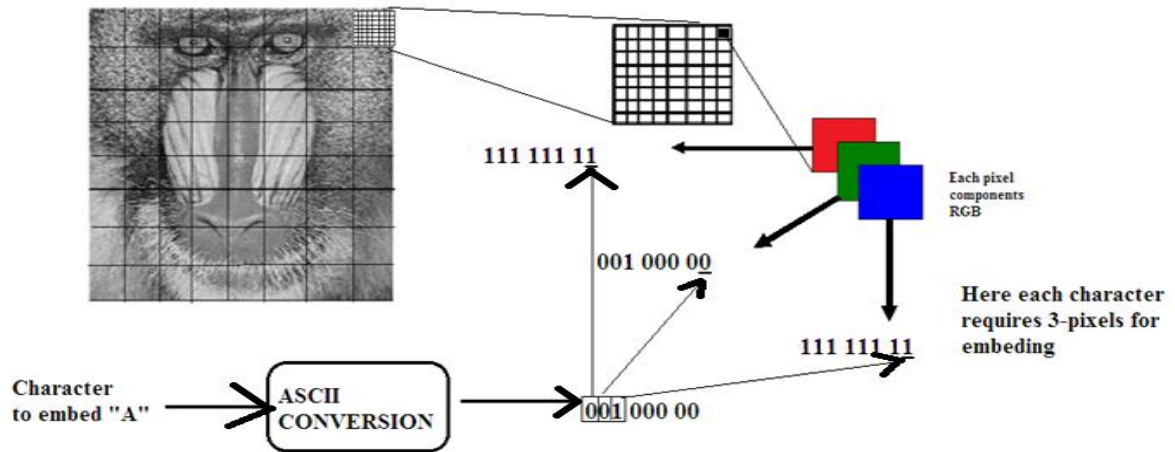 111 111 11
Each pixel
components
RGB
001 000 00
Here each character
requires 3-pixels for
embeding
111 111 11
Character
to embed "A"
ASCII
CONVERSION
001 000 00